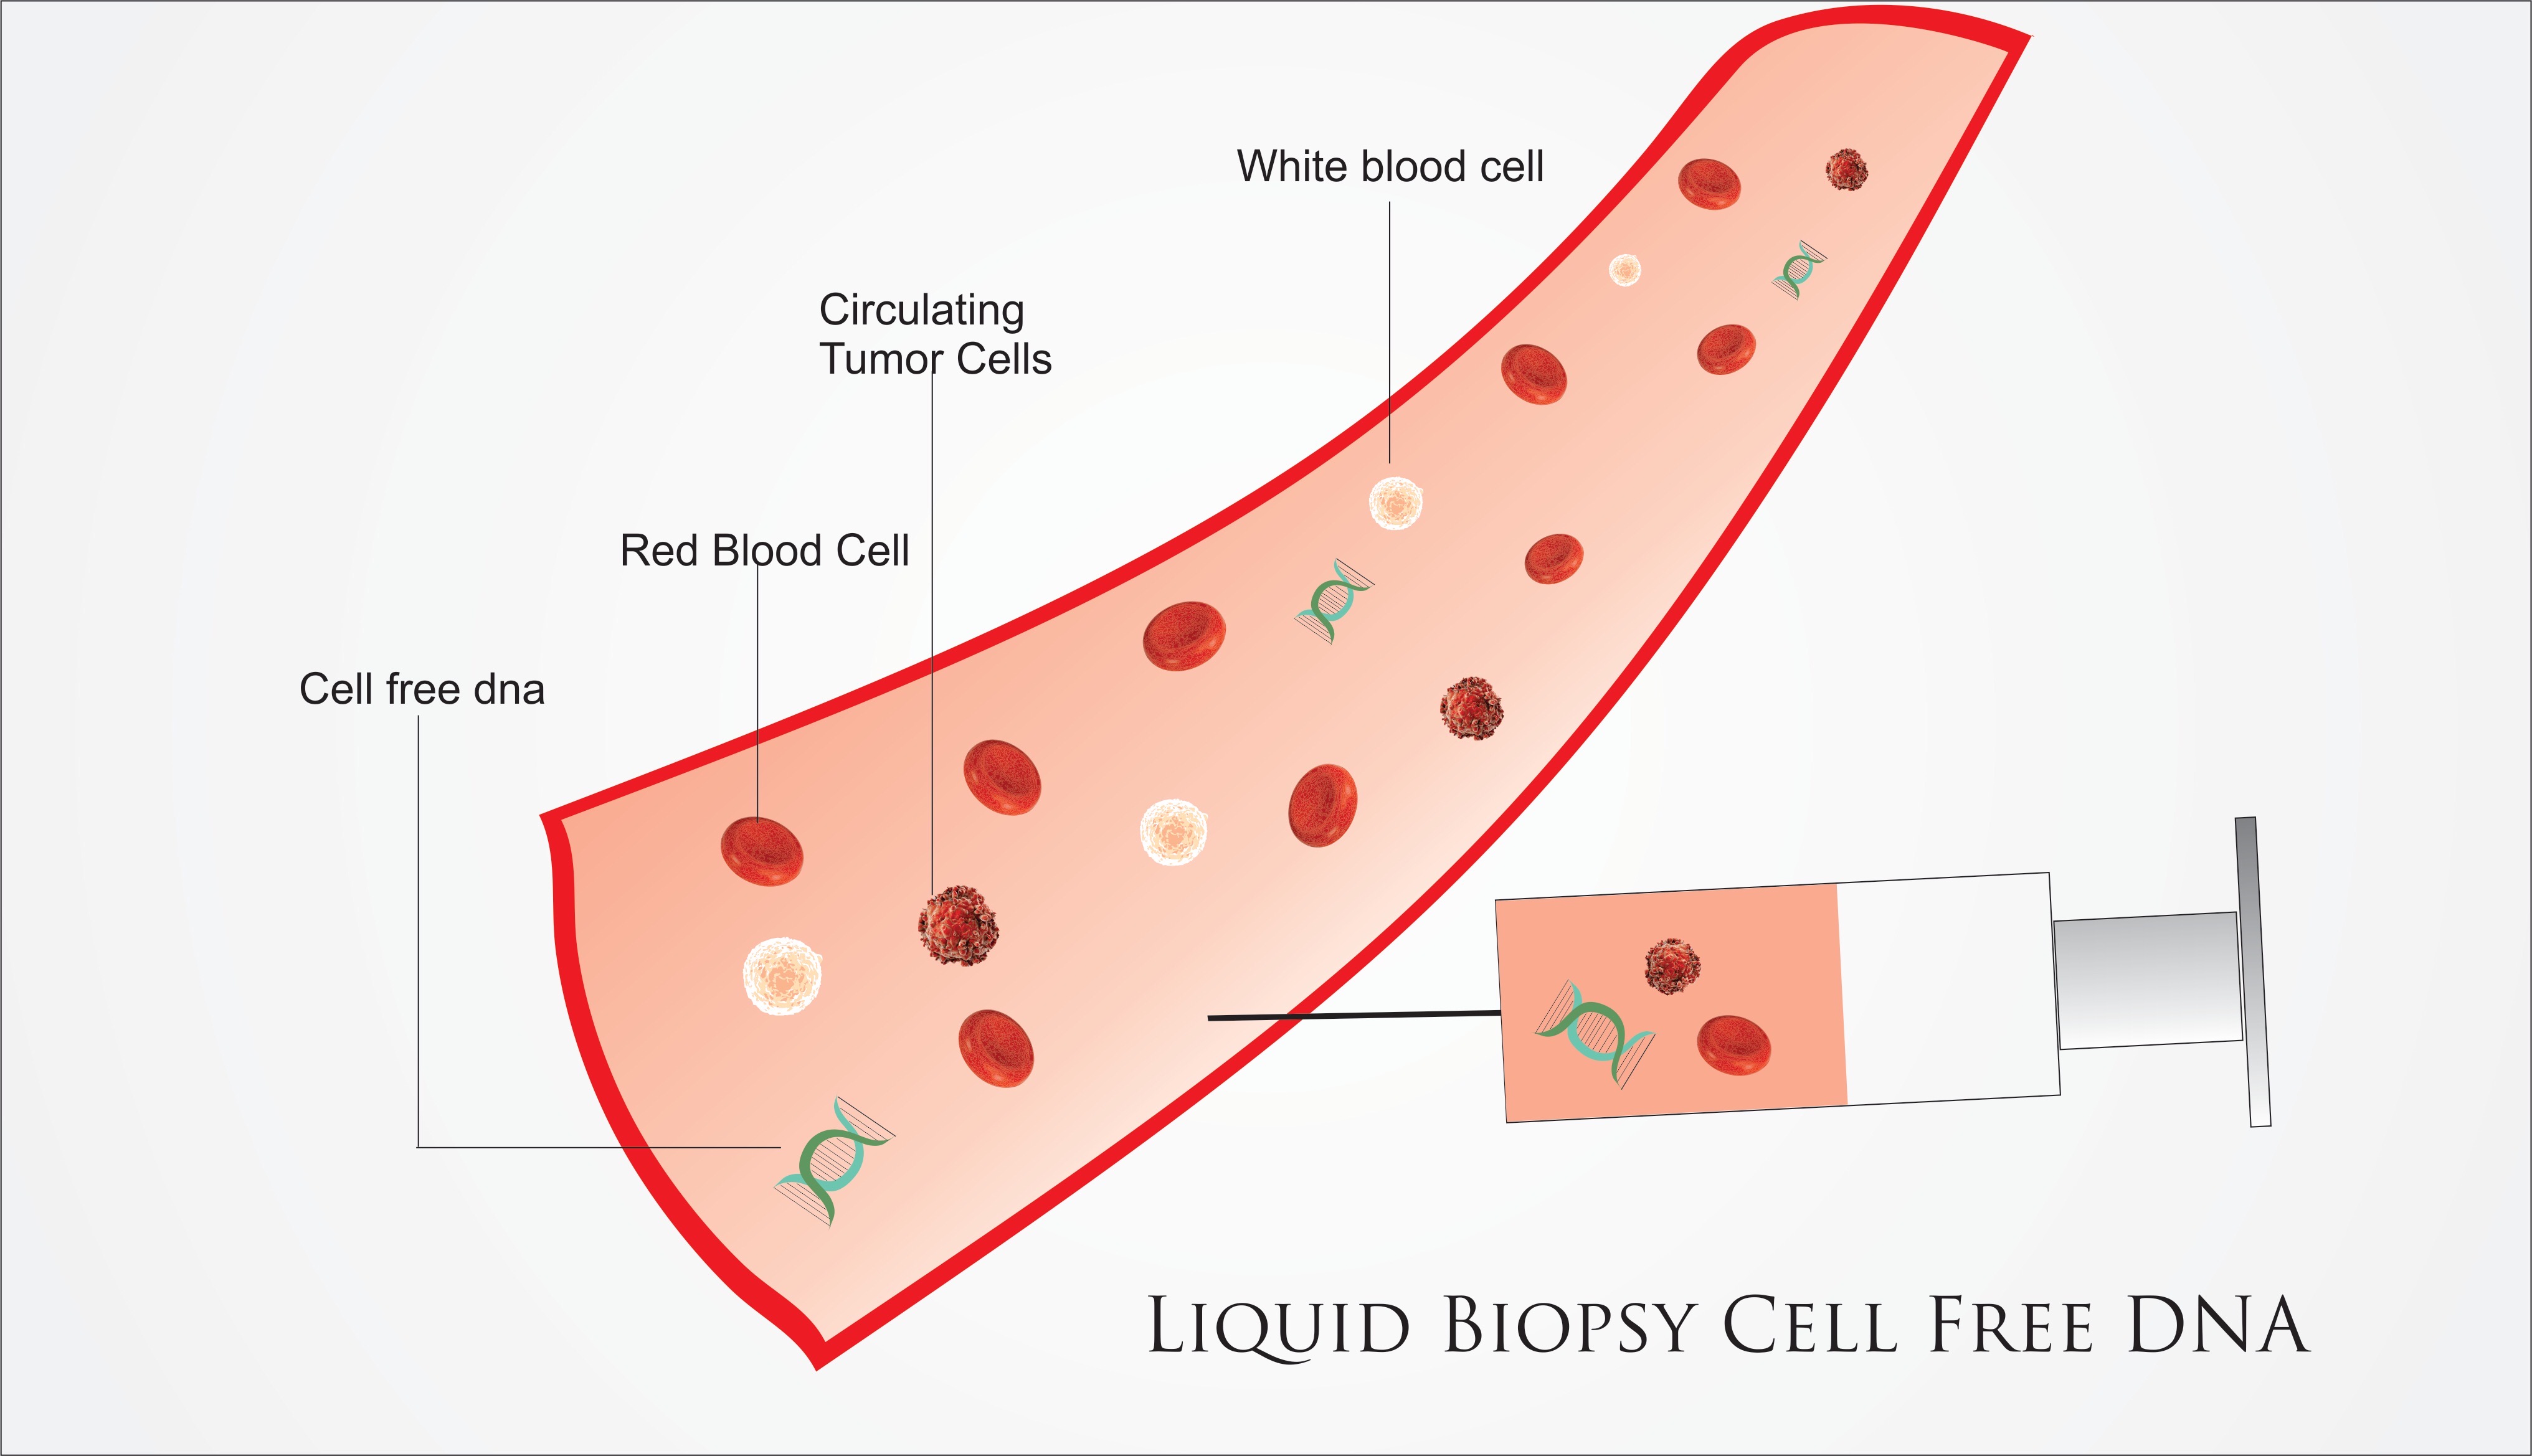 White blood cell
Circulating
Tumor Cells
Red Blood Cell
Cell free dna
Liquid Biopsy Cell Free DNA